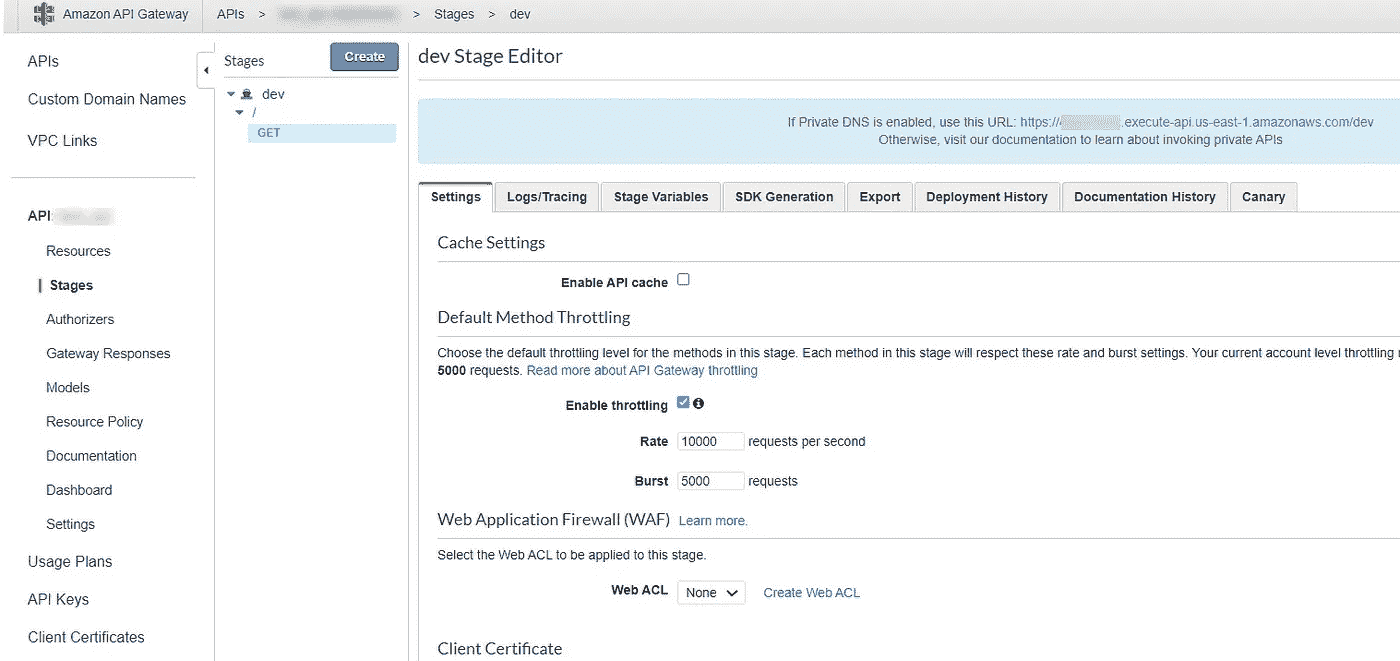 Amazon API Gateway APIs > > Stages > dev
APIs
Custom Domain Names
VPC Links
API:
Resources
Stages
Authorizers
Gateway Responses
Models
Resource Policy
Documentation
Dashboard
Settings
Usage Plans
API Keys
Client Certificates
Stages Create
dev
/
GET
dev Stage Editor
If Private DNS is enabled, use this URL: https:// .execute-api.us-east-1.amazonaws.com/dev
Otherwise, visit our documentation to learn about invoking private APIs
Settings Logs/Tracing Stage Variables SDK Generation Export Deployment History Documentation History Canary
Cache Settings
Enable API cache
Default Method Throttling
Choose the default throttling level for the methods in this stage. Each method in this stage will respect these rate and burst settings. Your current account level throttling
5000 requests. Read more about API Gateway throttling
Enable throttling
Rate 10000 requests per second
Burst 5000 requests
Web Application Firewall (WAF) Learn more.
Select the Web ACL to be applied to this stage.
Web ACL None Create Web ACL
Client Certificate